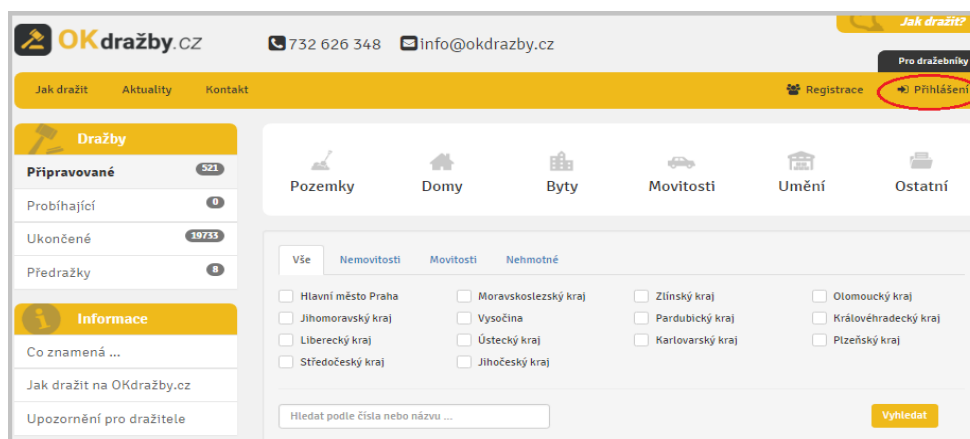 Jak dražit?
OKdražby.cz
732 626 348 info@okdrazby.cz
Pro dražebníky
Jak dražit Aktuality Kontakt Registrace Přihlášení
Dražby
Připravované 521
Probíhající 0
Ukončené 19733
Předražky 8
Informace
Co znamená ...
Jak dražit na OKdražby.cz
Upozornění pro dražitele
Pozemky Domy Byty Movitosti Umění Ostatní
Vše Nemovitosti Movitosti Nehmotné
Hlavní město Praha Moravskoslezský kraj Zlínský kraj Olomoucký kraj
Jihomoravský kraj Vysočina Pardubický kraj Královéhradecký kraj
Liberecký kraj Ústecký kraj Karlovarský kraj Plzeňský kraj
Středočeský kraj Jihočeský kraj
Hledat podle čísla nebo názvu ... Vyhledat